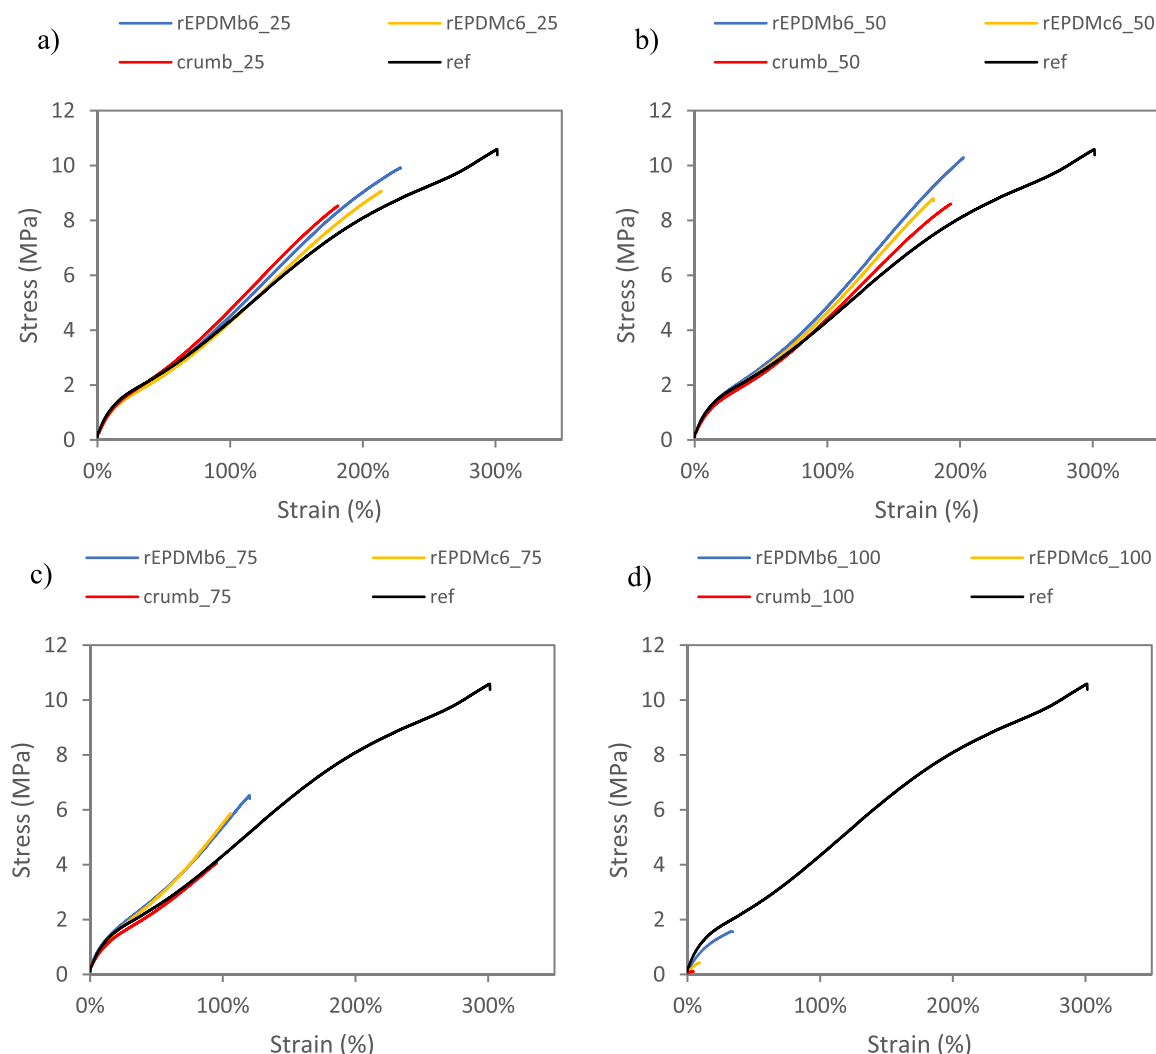 a)
rEPDMb6_25
rEPDMc6_25
crumb_25
ref
Stress (MPa)
12
10
8
6
4
2
0
0%
100%
200%
300%
Strain (%)
b)
rEPDMb6_50
rEPDMc6_50
crumb_50
ref
Stress (MPa)
12
10
8
6
4
2
0
0%
100%
200%
300%
Strain (%)
c)
rEPDMb6_75
rEPDMc6_75
crumb_75
ref
Stress (MPa)
12
10
8
6
4
2
0
0%
100%
200%
300%
Strain (%)
d)
rEPDMb6_100
rEPDMc6_100
crumb_100
ref
Stress (MPa)
12
10
8
6
4
2
0
0%
100%
200%
300%
Strain (%)